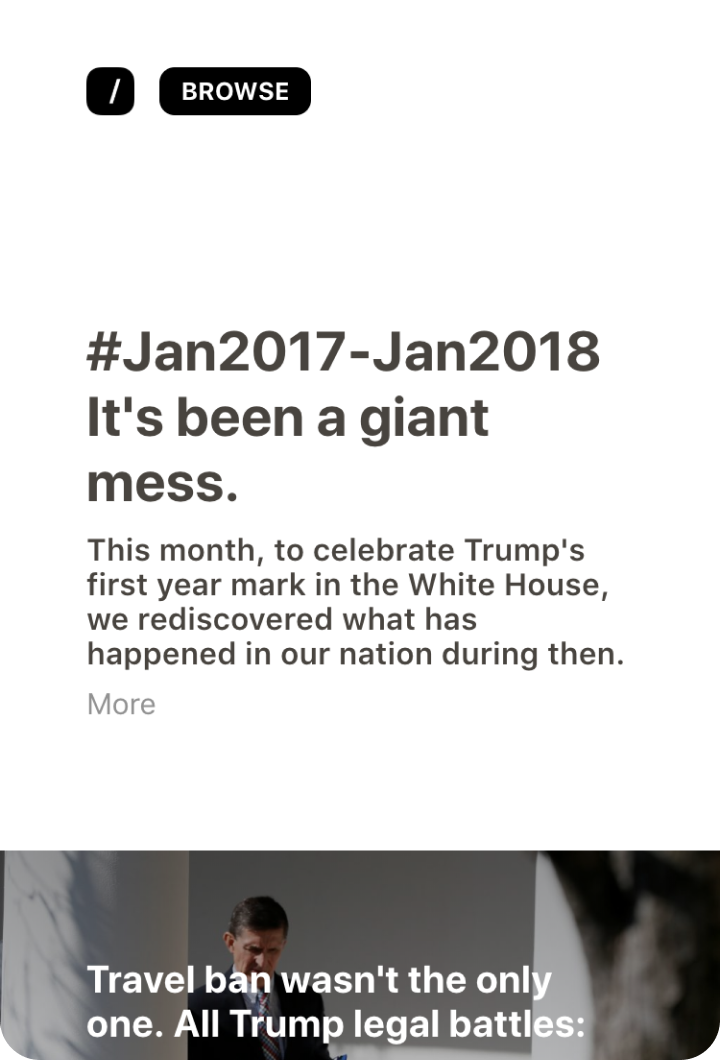 /
BROWSE
#Jan2017-Jan2018
It's been a giant
mess.
This month, to celebrate Trump's
first year mark in the White House,
we rediscovered what has
happened in our nation during then.
More
Travel ban wasn't the only
one. All Trump legal battles: